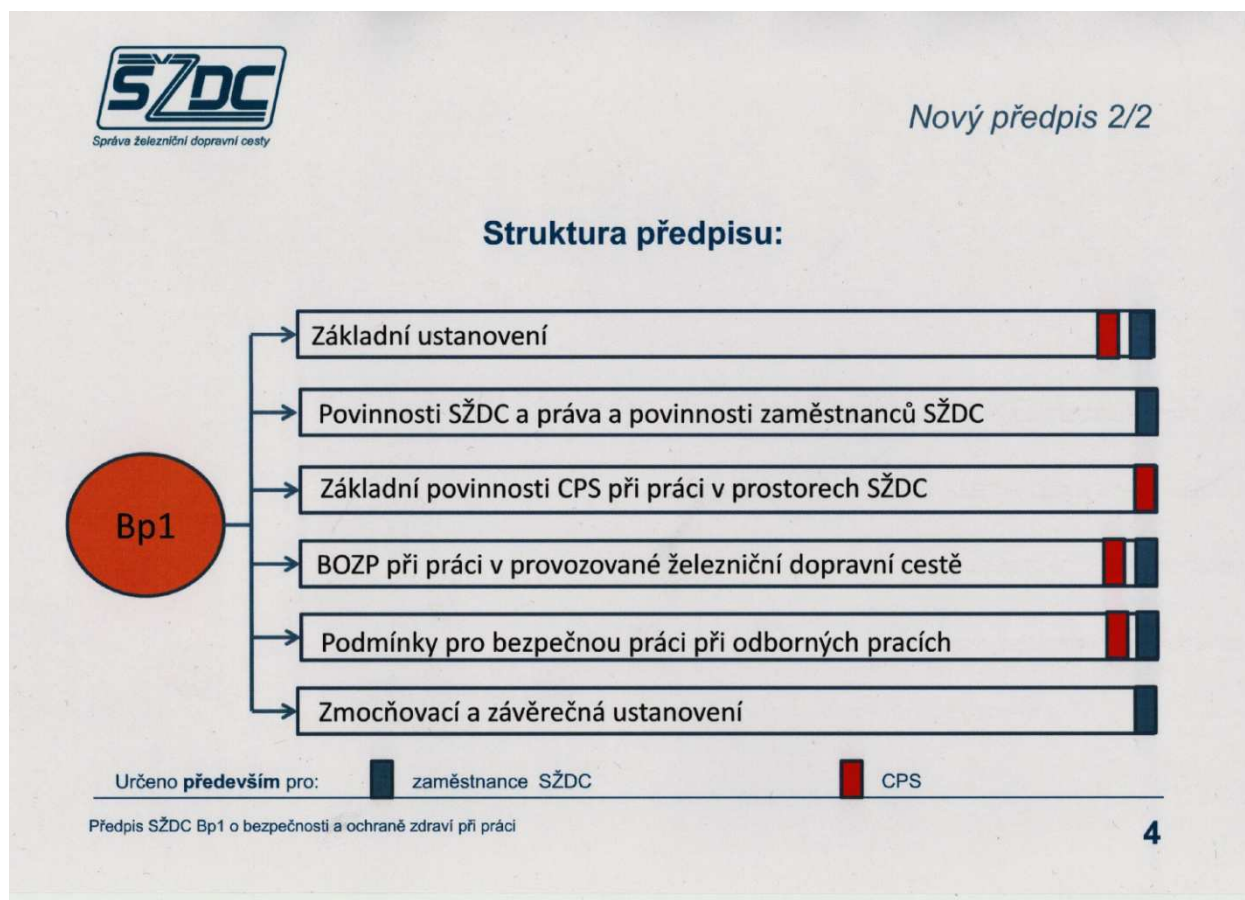 SŽDC
Správa železniční dopravní cesty
Nový předpis 2/2
Struktura předpisu:
Bp1
Základní ustanovení
Povinnosti SŽDC a práva a povinnosti zaměstnanců SŽDC
Základní povinnosti CPS při práci v prostorech SŽDC
BOZP při práci v provozované železniční dopravní cestě
Podmínky pro bezpečnou práci při odborných pracích
Zmocňovací a závěrečná ustanovení
Určeno především pro: zaměstnance SŽDC CPS
Předpis SŽDC Bp1 o bezpečnosti a ochraně zdraví při práci
4